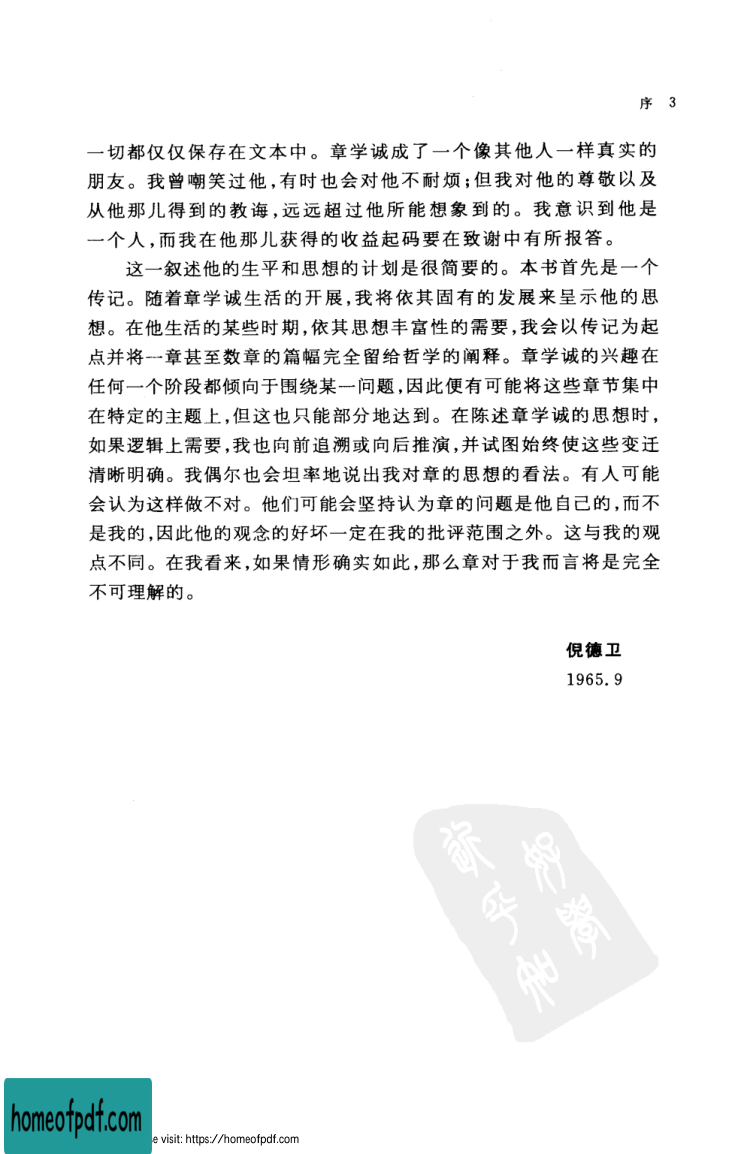 序 3
一切都仅仅保存在文本中。章学诚成了一个像其他人一样真实的
朋友。我曾嘲笑过他,有时也会对他不耐烦;但我对他的尊敬以及
从他那儿得到的教诲,远远超过他所能想象到的。我意识到他是
一个人,而我在他那儿获得的收益起码要在致谢中有所报答。
这一叙述他的生平和思想的计划是很简要的。本书首先是一个
传记。随着章学诚生活的开展,我将依其固有的发展来呈示他的思
想。在他生活的某些时期,依其思想丰富性的需要,我会以传记为起
点并将一章甚至数章的篇幅完全留给哲学的阐释。章学诚的兴趣在
任何一个阶段都倾向于围绕某一问题,因此便有可能将这些章节集中
在特定的主题上,但这也只能部分地达到。在陈述章学诚的思想时,
如果逻辑上需要,我也向前追溯或向后推演,并试图始终使这些变迁
清晰明确。我偶尔也会坦率地说出我对章的思想的看法。有人可能
会认为这样做不对。他们可能会坚持认为章的问题是他自己的,而不
是我的,因此他的观念的好坏一定在我的批评范围之外。这与我的观
点不同。在我看来,如果情形确实如此,那么章对于我而言将是完全
不可理解的。
倪德卫
1965.9
好學
近乎知
homeofpdf.com
e visit: https://homeofpdf.com